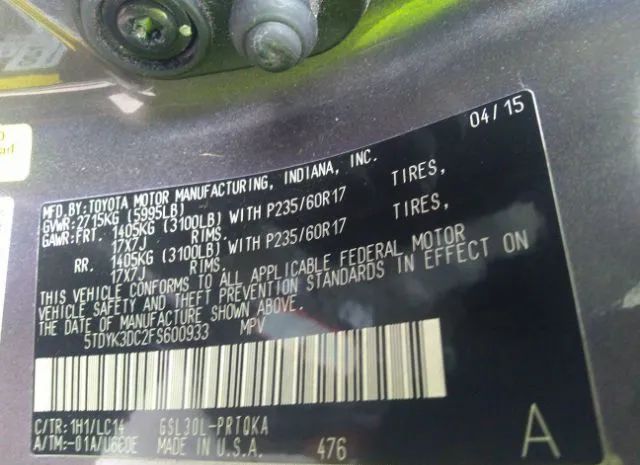 04/15
MFD.BY:TOYOTA MOTOR MANUFACTURING, INDIANA, INC.
GVWR:2715KG (5995LB)
GAWR:FRT. 1405KG (3100LB) WITH P235/60R17 TIRES,
17X7J RIMS.
RR. 1405KG (3100LB) WITH P235/60R17 TIRES,
17X7J RIMS.
THIS VEHICLE CONFORMS TO ALL APPLICABLE FEDERAL MOTOR
VEHICLE SAFETY AND THEFT PREVENTION STANDARDS IN EFFECT ON
THE DATE OF MANUFACTURE SHOWN ABOVE.
5TDYK3DC2FS600933 MPV
C/TR:1H1/LC14 GSL30L-PRTQKA
A/TM:-01A/U660E MADE IN U.S.A. 476
A